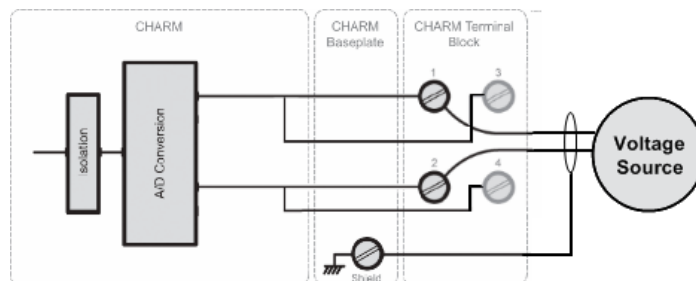 CHARM
CHARM
Baseplate
CHARM Terminal
Block
Isolation
A/D Conversion
1
3
2
4
Shield
Voltage
Source